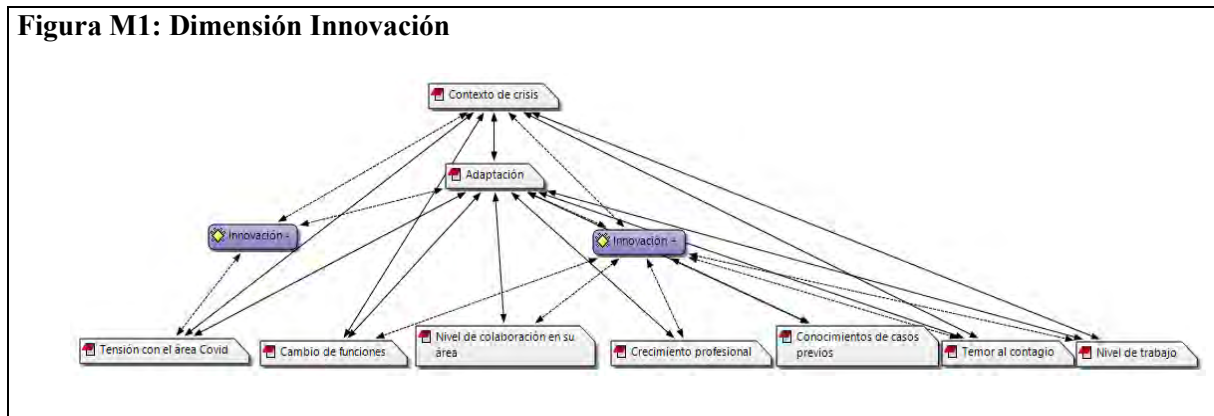 Figura M1: Dimensión Innovación
Contexto de crisis
Adaptación
Innovación -
Innovación +
Tensión con el área Covid
Cambio de funciones
Nivel de colaboración en su
área
Crecimiento profesional
Conocimientos de casos
previos
Temor al contagio
Nivel de trabajo